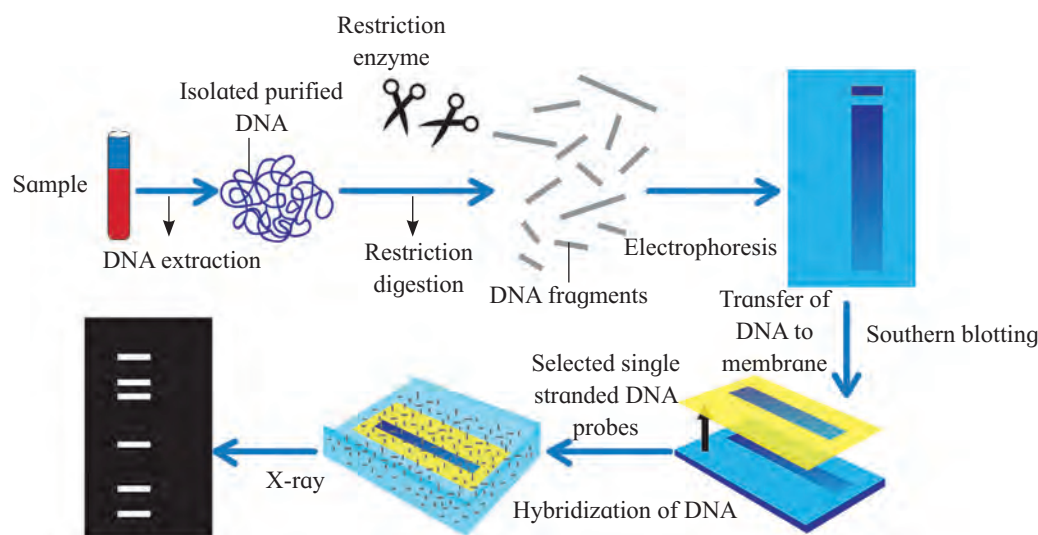 Restriction
enzyme
Isolated purified
DNA
Sample
DNA extraction
Restriction
digestion
DNA fragments
Electrophoresis
Transfer of
DNA to
membrane
Southern blotting
Selected single
stranded DNA
probes
Hybridization of DNA
X-ray